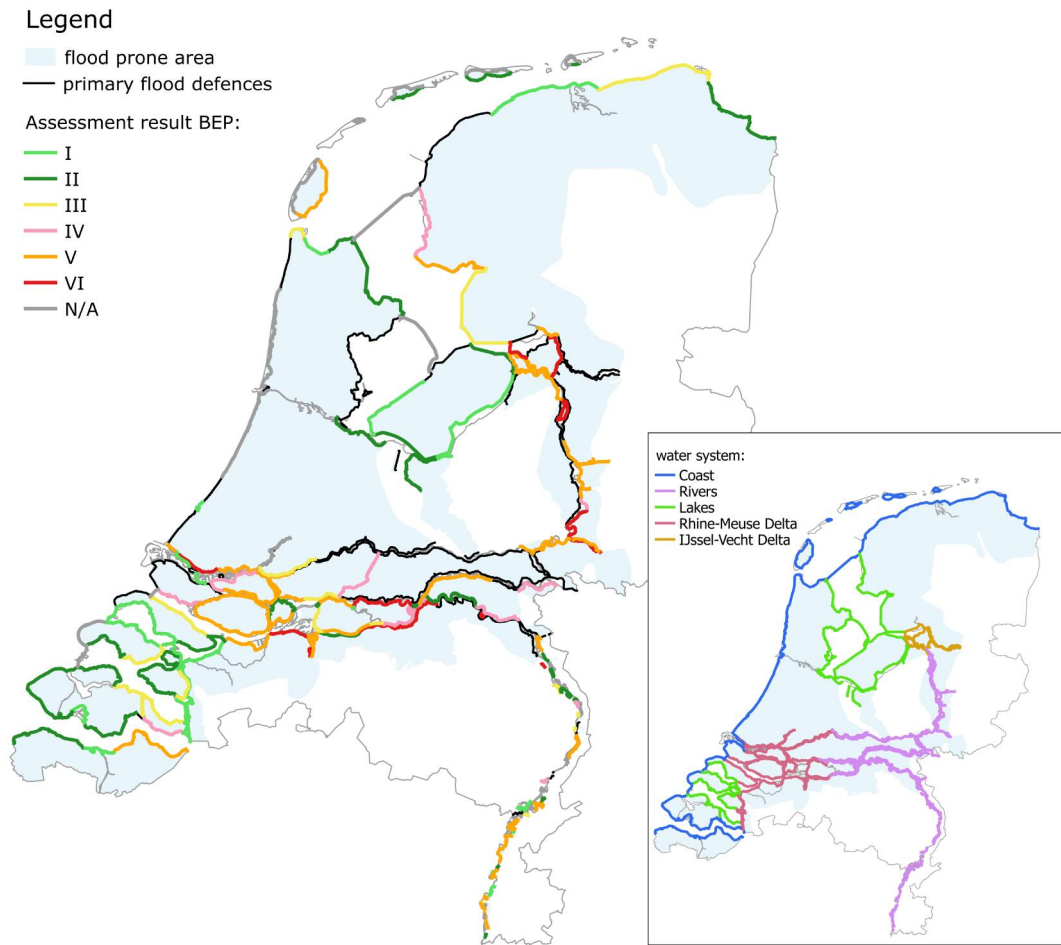 Legend
flood prone area
primary flood defences
Assessment result BEP:
I
II
III
IV
V
VI
N/A
water system:
Coast
Rivers
Lakes
Rhine-Meuse Delta
IJssel-Vecht Delta